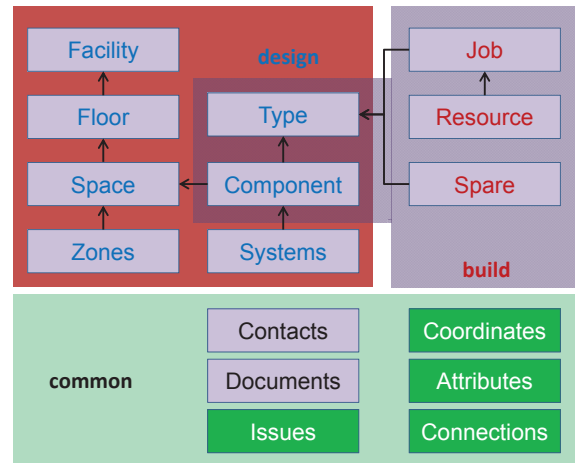 Facility
design
Job
Floor
Type
Resource
Space
Component
Spare
Zones
Systems
build
Contacts
Coordinates
common
Documents
Attributes
Issues
Connections